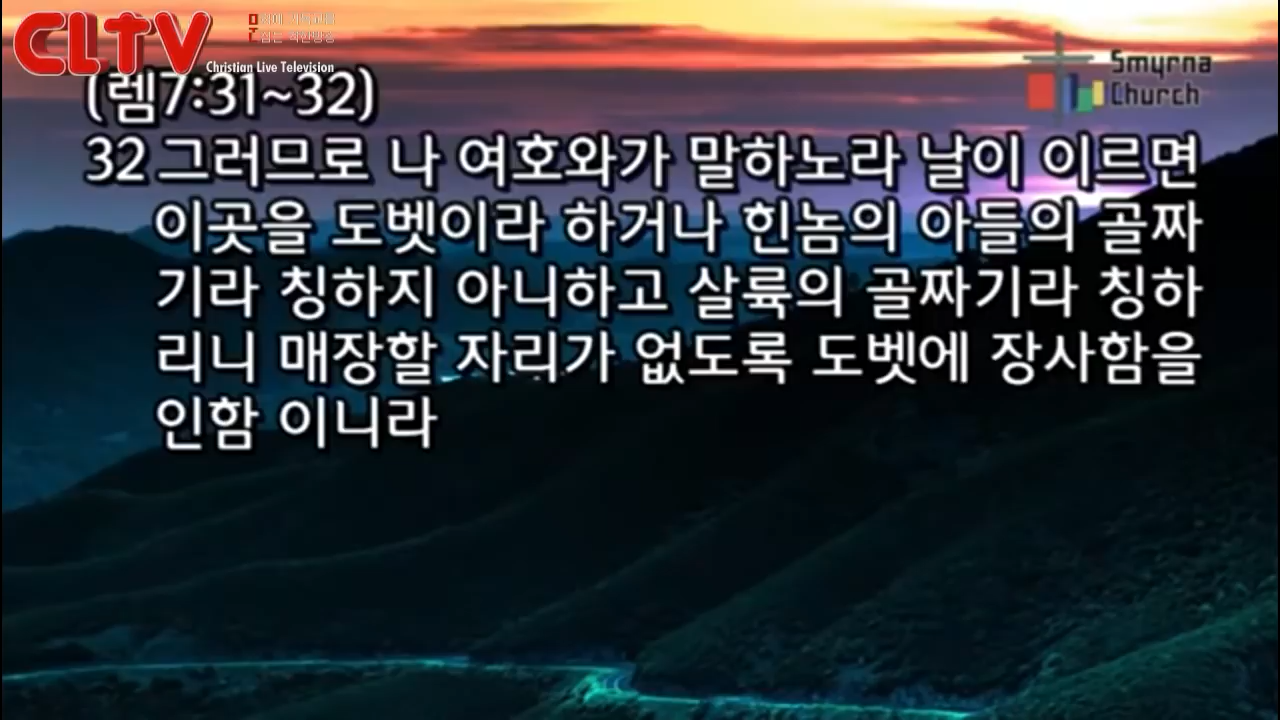 CLTV
Christian Live Television
Smyrna
Church
(렘7:31~32)
32 그러므로 나 여호와가 말하노라 날이 이르면
이곳을 도벳이라 하거나 힌놈의 아들의 골짜
기라 칭하지 아니하고 살륙의 골짜기라 칭하
리니 매장할 자리가 없도록 도벳에 장사함을
인함 이니라